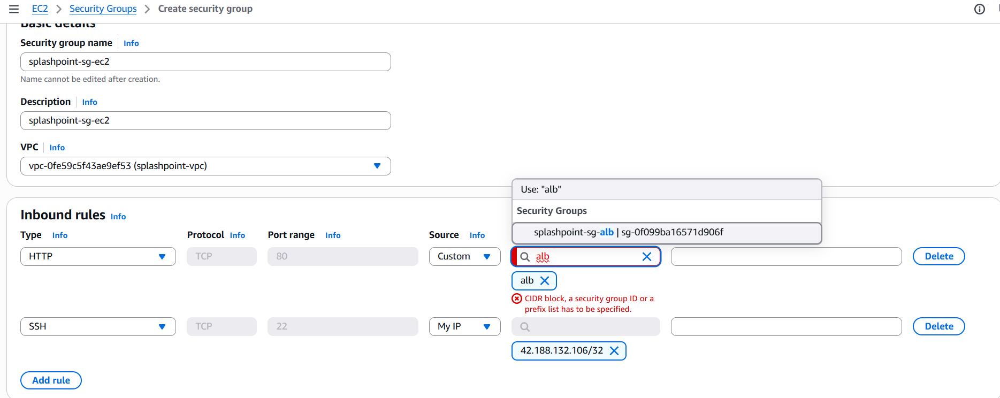 EC2 > Security Groups > Create security group
Basic details
Security group name Info
splashpoint-sg-ec2
Name cannot be edited after creation.
Description Info
splashpoint-sg-ec2
VPC Info
vpc-0fe59c5f43ae9ef53 (splashpoint-vpc)
Use: "alb"
Security Groups
splashpoint-sg-alb | sg-0f099ba16571d906f
Inbound rules Info
Type Info Protocol Info Port range Info Source Info
HTTP TCP 80 Custom alb Delete
alb
CIDR block, a security group ID or a
prefix list has to be specified.
SSH TCP 22 My IP Delete
42.188.132.106/32
Add rule